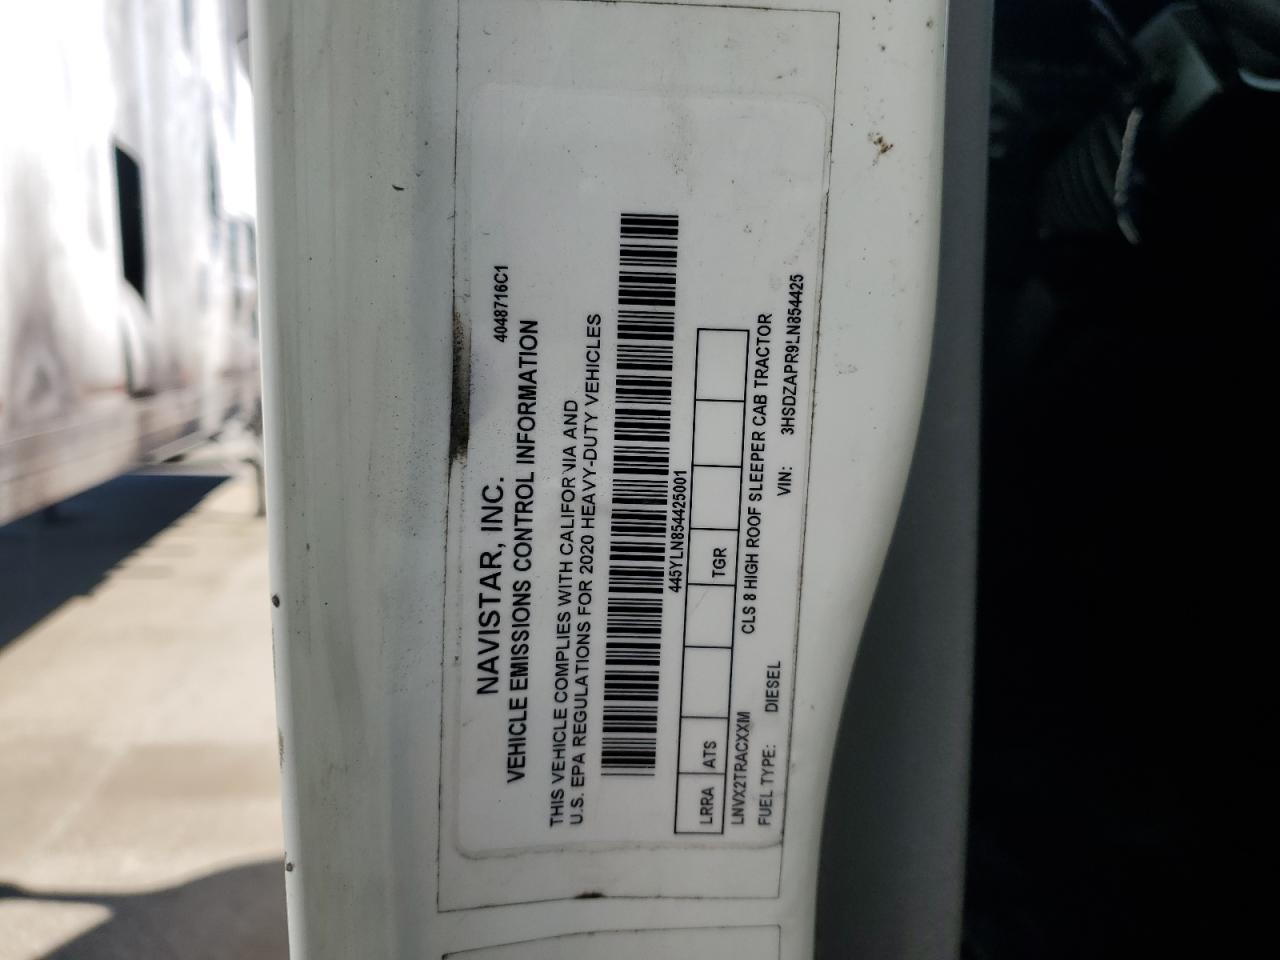 4048716C1
NAVISTAR, INC.
VEHICLE EMISSIONS CONTROL INFORMATION
THIS VEHICLE COMPLIES WITH CALIFORNIA AND
U.S. EPA REGULATIONS FOR 2020 HEAVY-DUTY VEHICLES
445YLN854425001
LRRA ATS TGR
LNVX2TRACXXM CLS 8 HIGH ROOF SLEEPER CAB TRACTOR
FUEL TYPE: DIESEL VIN: 3HSDZAPR9LN854425